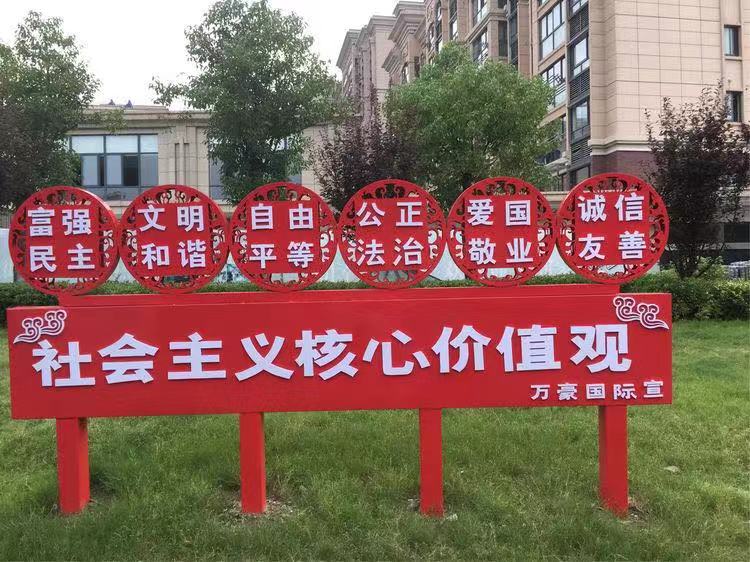 富强
民主
文明
和谐
自由
平等
公正
法治
爱国
敬业
诚信
友善
社会主义核心价值观
万豪国际宣